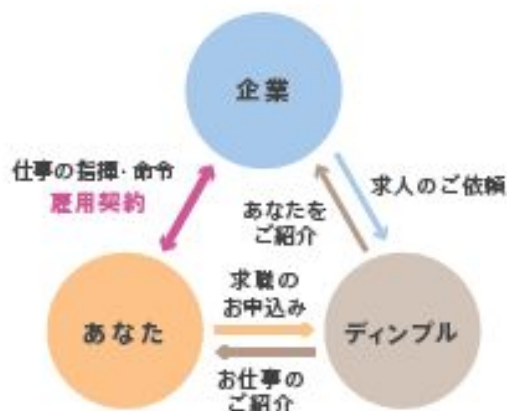 企業
仕事の指揮・命令
雇用契約
求人のご依頼
あなたを
ご紹介
求職の
お申込み
あなた
ディンプル
お仕事の
ご紹介